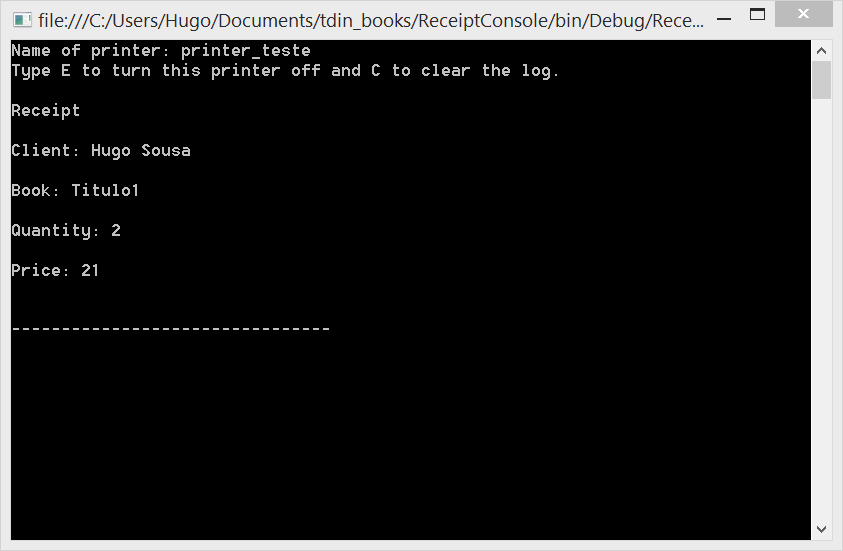 file:///C:/Users/Hugo/Documents/tdin_books/ReceiptConsole/bin/Debug/Rece...
Name of printer: printer_teste
Type E to turn this printer off and C to clear the log.
Receipt
Client: Hugo Sousa
Book: Titulo1
Quantity: 2
Price: 21
--------------------------------